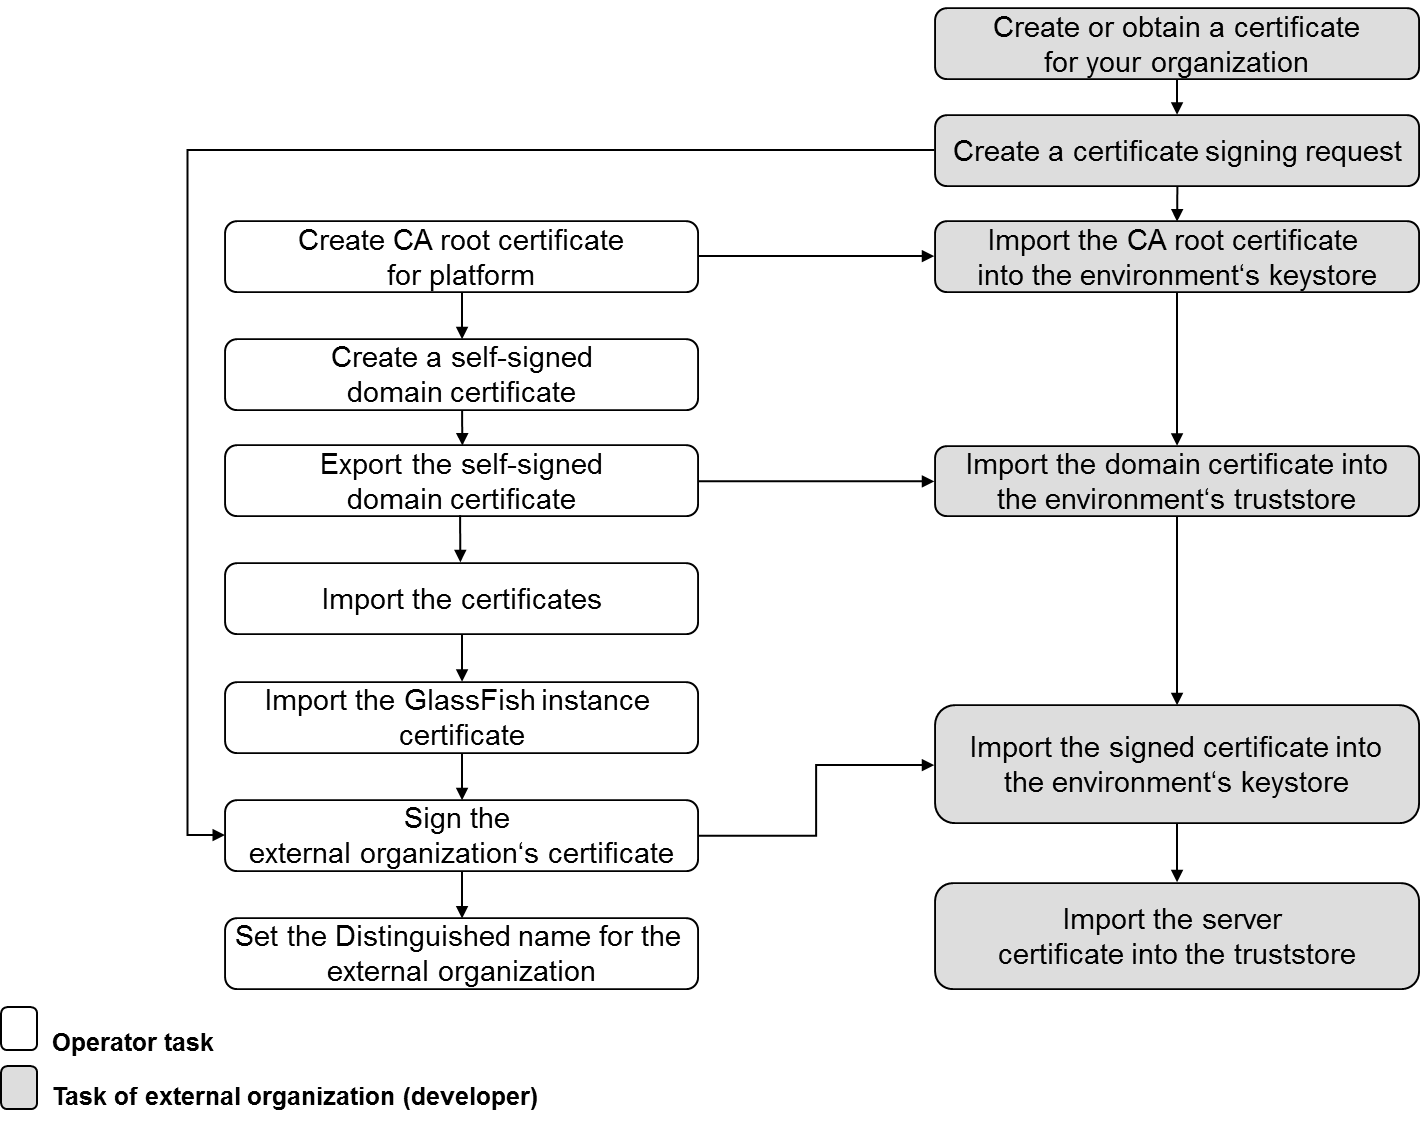 Create or obtain a certificate
for your organization
Create a certificate signing request
Create CA root certificate
for platform
Import the CA root certificate
into the environment‘s keystore
Create a self-signed
domain certificate
Export the self-signed
domain certificate
Import the domain certificate into
the environment‘s truststore
Import the certificates
Import the GlassFish instance
certificate
Import the signed certificate into
the environment‘s keystore
Sign the
external organization‘s certificate
Set the Distinguished name for the
external organization
Import the server
certificate into the truststore
Operator task
Task of external organization (developer)